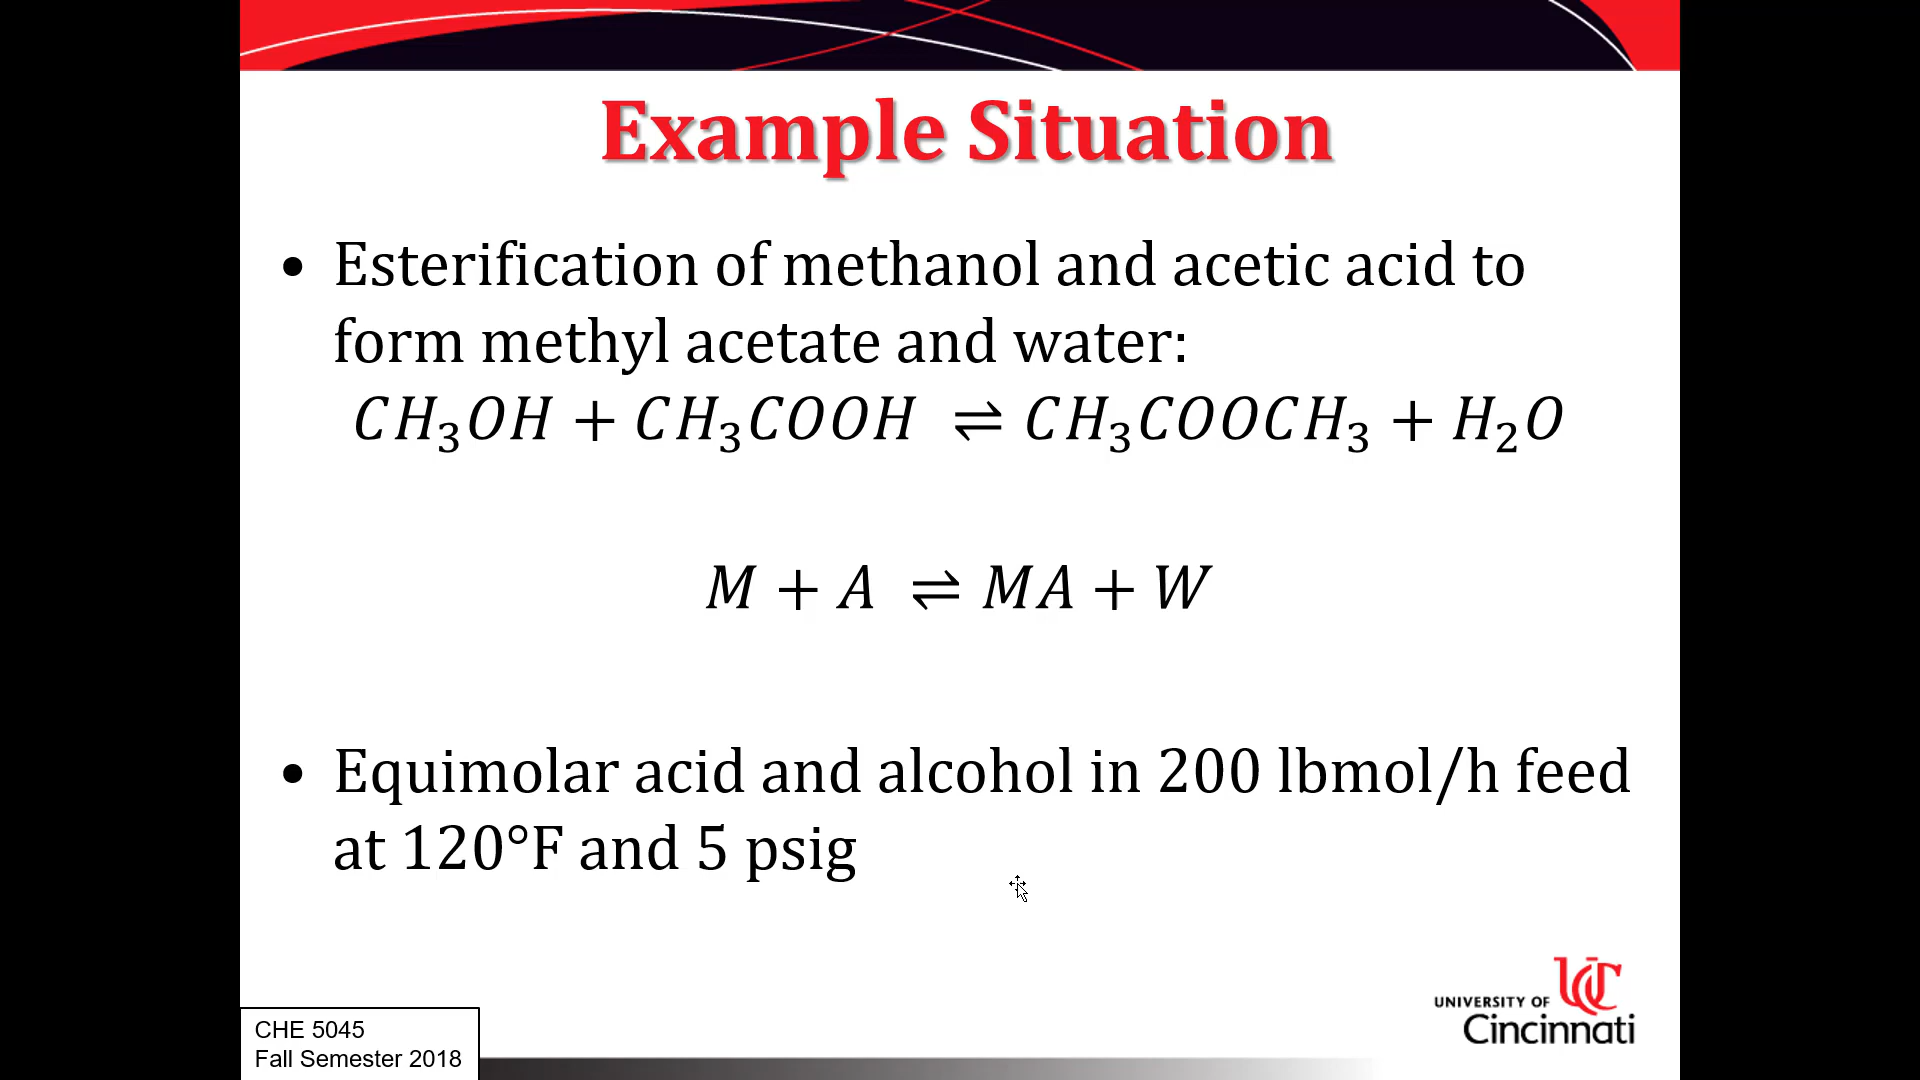 Example Situation
• Esterification of methanol and acetic acid to
form methyl acetate and water:
CH₃OH + CH₃COOH ⇌ CH₃COOCH₃ + H₂O
M + A ⇌ MA + W
• Equimolar acid and alcohol in 200 lbmol/h feed
at 120°F and 5 psig
UC
UNIVERSITY OF
Cincinnati
CHE 5045
Fall Semester 2018